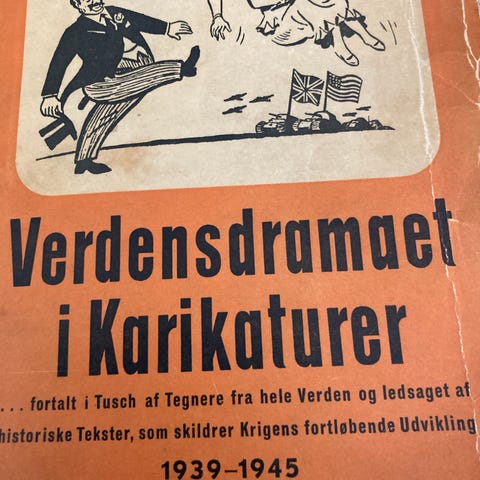 Verdensdramaet
i Karikaturer
... fortalt i Tusch af Tegnere fra hele Verden og ledsaget af
historiske Tekster, som skildrer Krigens fortløbende Udvikling
1939-1945